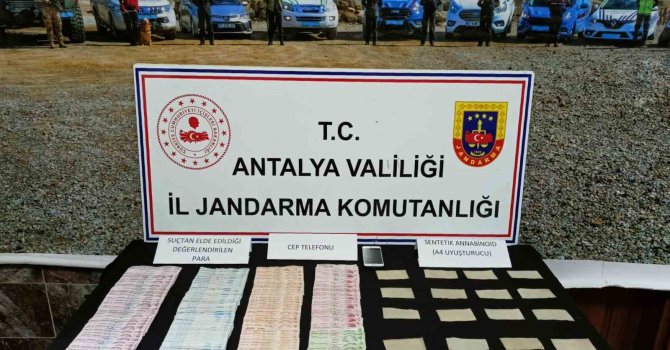 T.C.
ANTALYA VALİLİĞİ
İL JANDARMA KOMUTANLIĞI
JANDARMA
SUÇTAN ELDE EDİLDİĞİ
DEĞERLENDİRİLEN
PARA
CEP TELEFONU
SENTETİK ANNABİNOİD
(A4 UYUŞTURUCU)